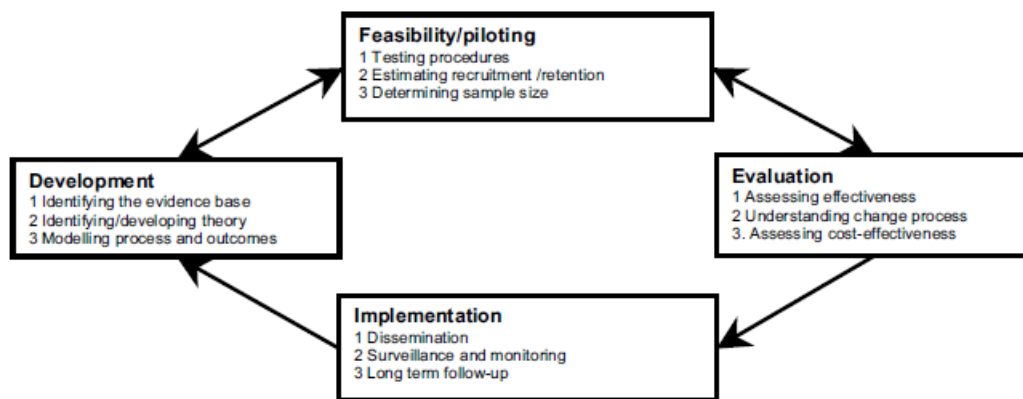 Feasibility/piloting
1 Testing procedures
2 Estimating recruitment /retention
3 Determining sample size
Development
1 Identifying the evidence base
2 Identifying/developing theory
3 Modelling process and outcomes
Evaluation
1 Assessing effectiveness
2 Understanding change process
3. Assessing cost-effectiveness
Implementation
1 Dissemination
2 Surveillance and monitoring
3 Long term follow-up